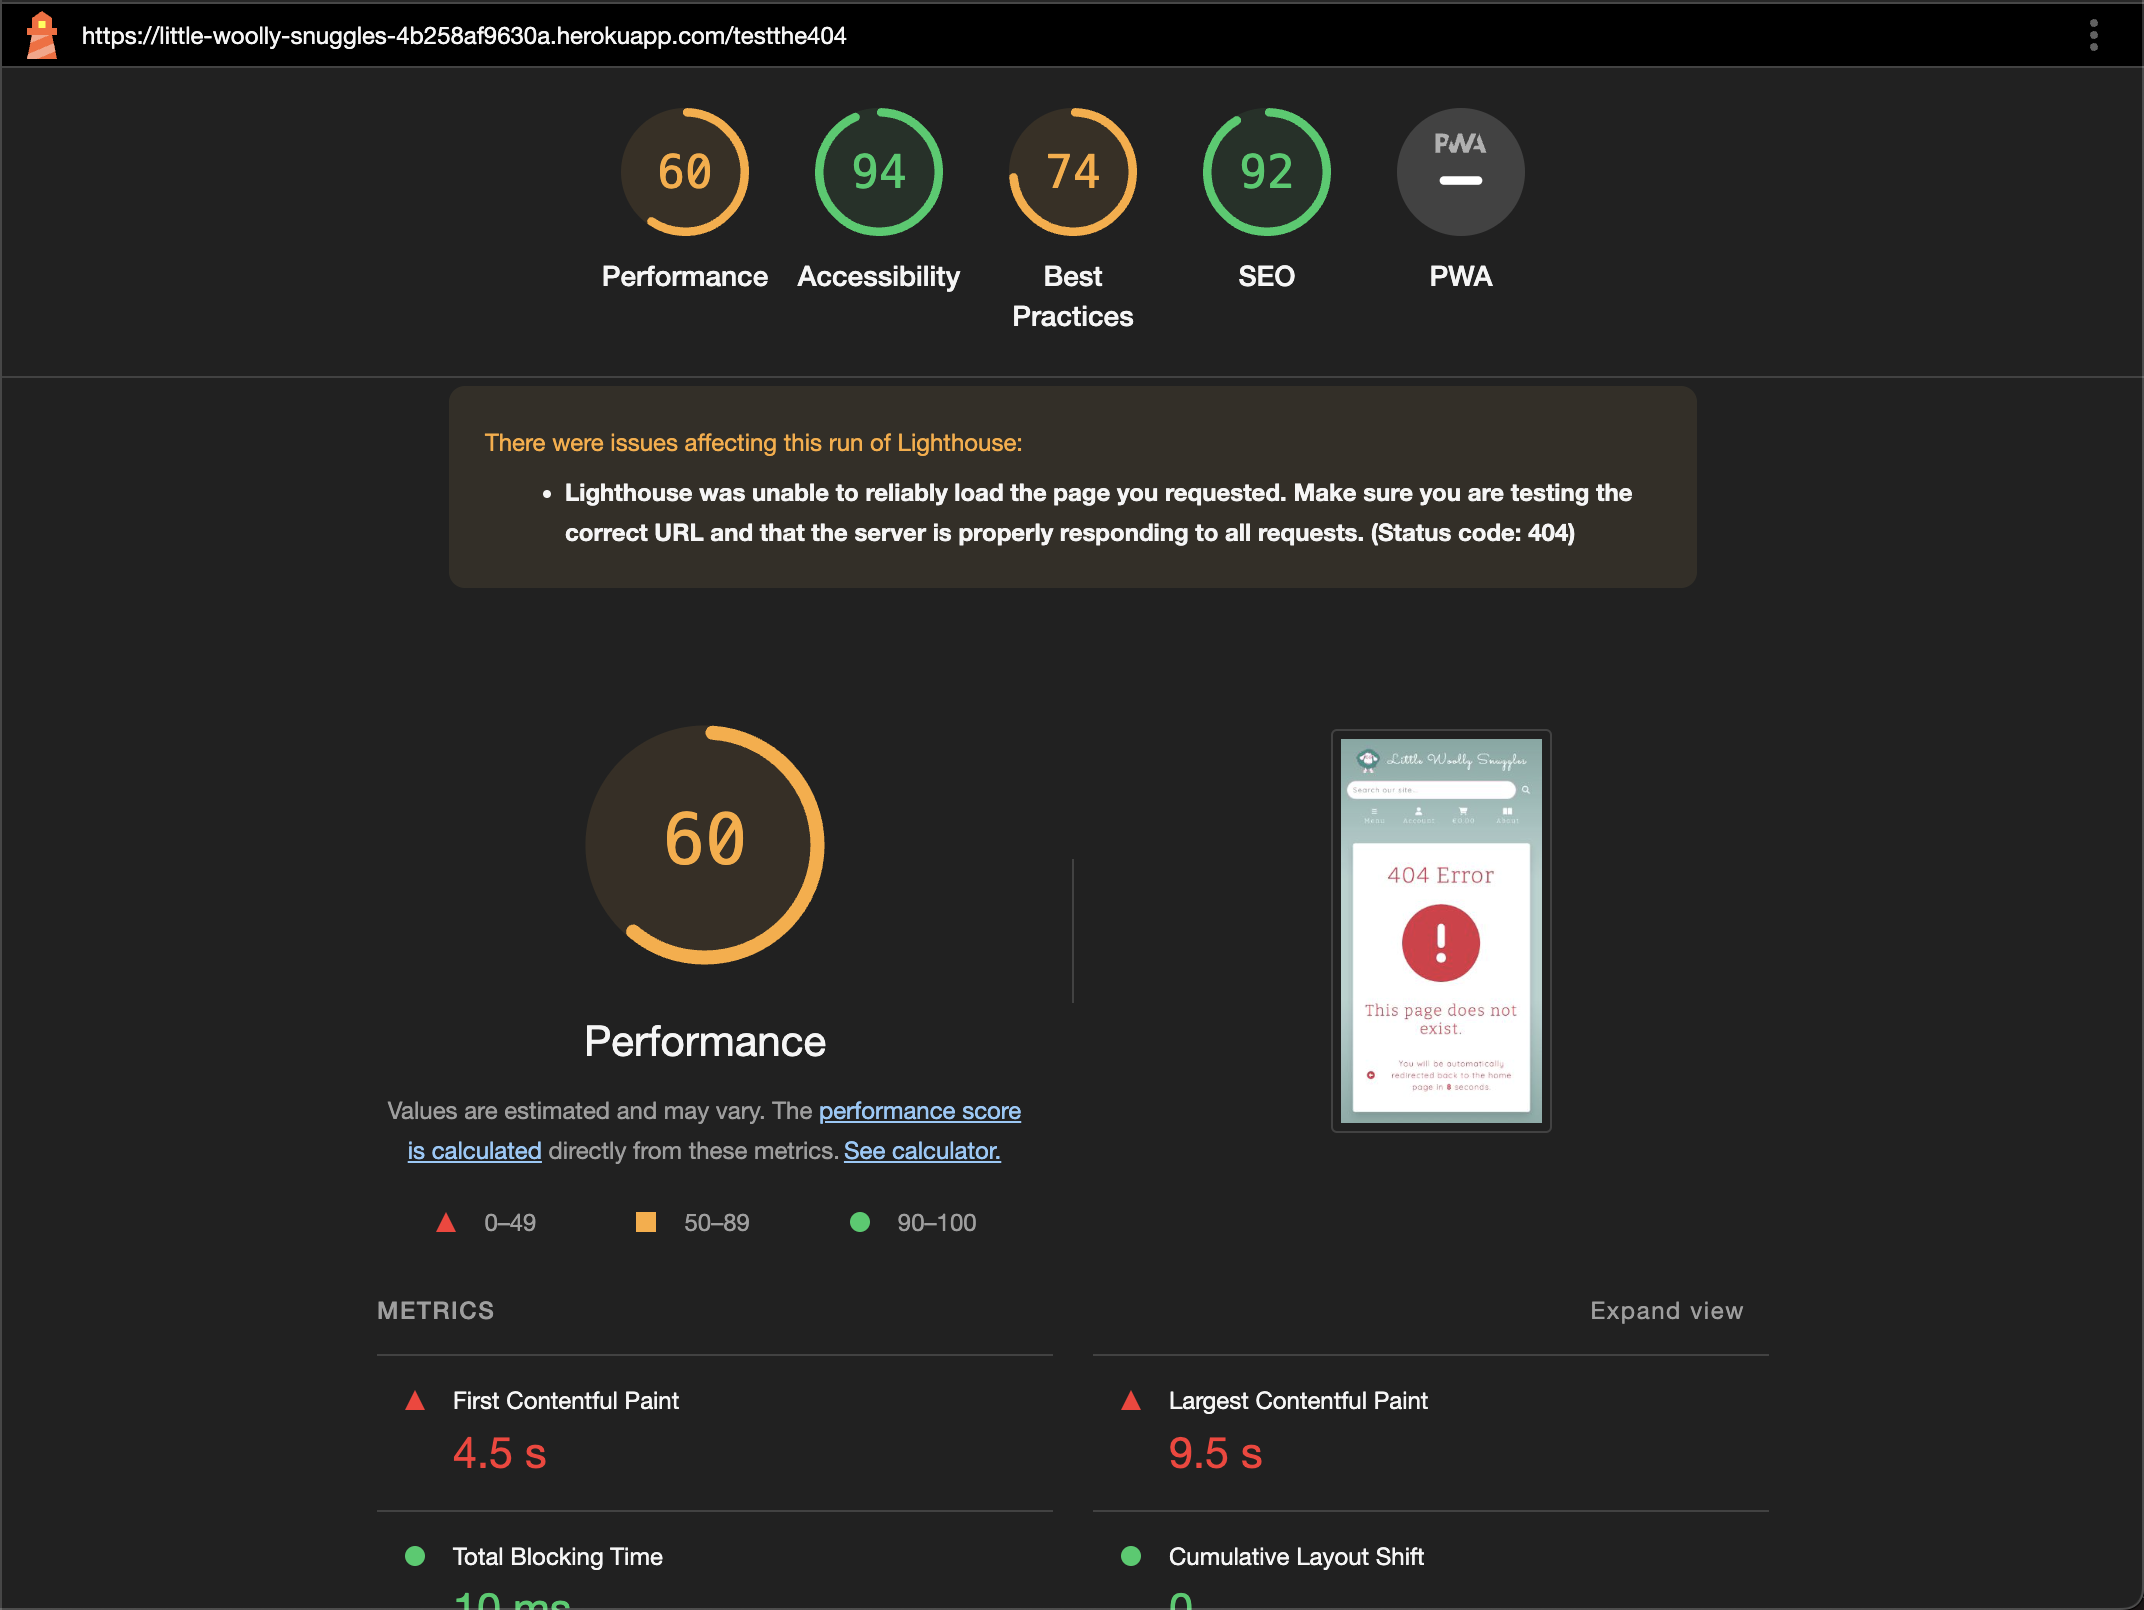 https://little-woolly-snuggles-4b258af9630a.herokuapp.com/testthe404
60
94
74
92
PWA
Performance
Accessibility
Best
Practices
SEO
PWA
There were issues affecting this run of Lighthouse:
• Lighthouse was unable to reliably load the page you requested. Make sure you are testing the
correct URL and that the server is properly responding to all requests. (Status code: 404)
60
Performance
Values are estimated and may vary. The performance score
is calculated directly from these metrics. See calculator.
0–49
50–89
90–100
Little Woolly Snuggles
Search our site...
Menu
Account
€0.00
About
404 Error
This page does not
exist.
You will be automatically
redirected back to the home
page in 8 seconds.
METRICS
Expand view
First Contentful Paint
4.5 s
Largest Contentful Paint
9.5 s
Total Blocking Time
10 ms
Cumulative Layout Shift
0